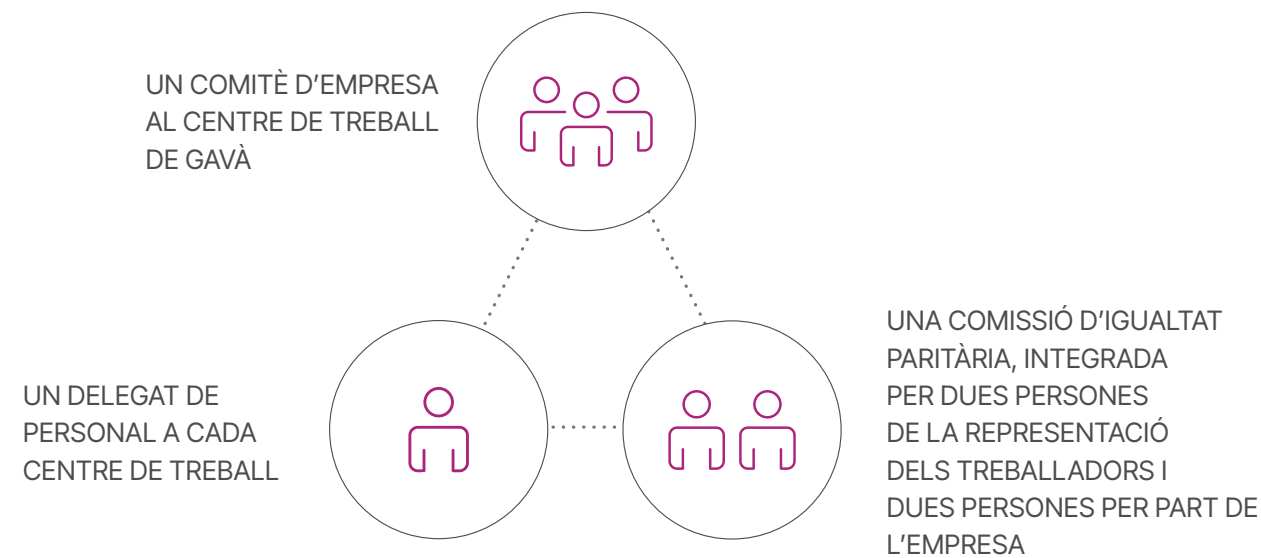 UN COMITÈ D'EMPRESA
AL CENTRE DE TREBALL
DE GAVÀ
UN DELEGAT DE
PERSONAL A CADA
CENTRE DE TREBALL
UNA COMISSIÓ D'IGUALTAT
PARITÀRIA, INTEGRADA
PER DUES PERSONES
DE LA REPRESENTACIÓ
DELS TREBALLADORS I
DUES PERSONES PER PART DE
L'EMPRESA